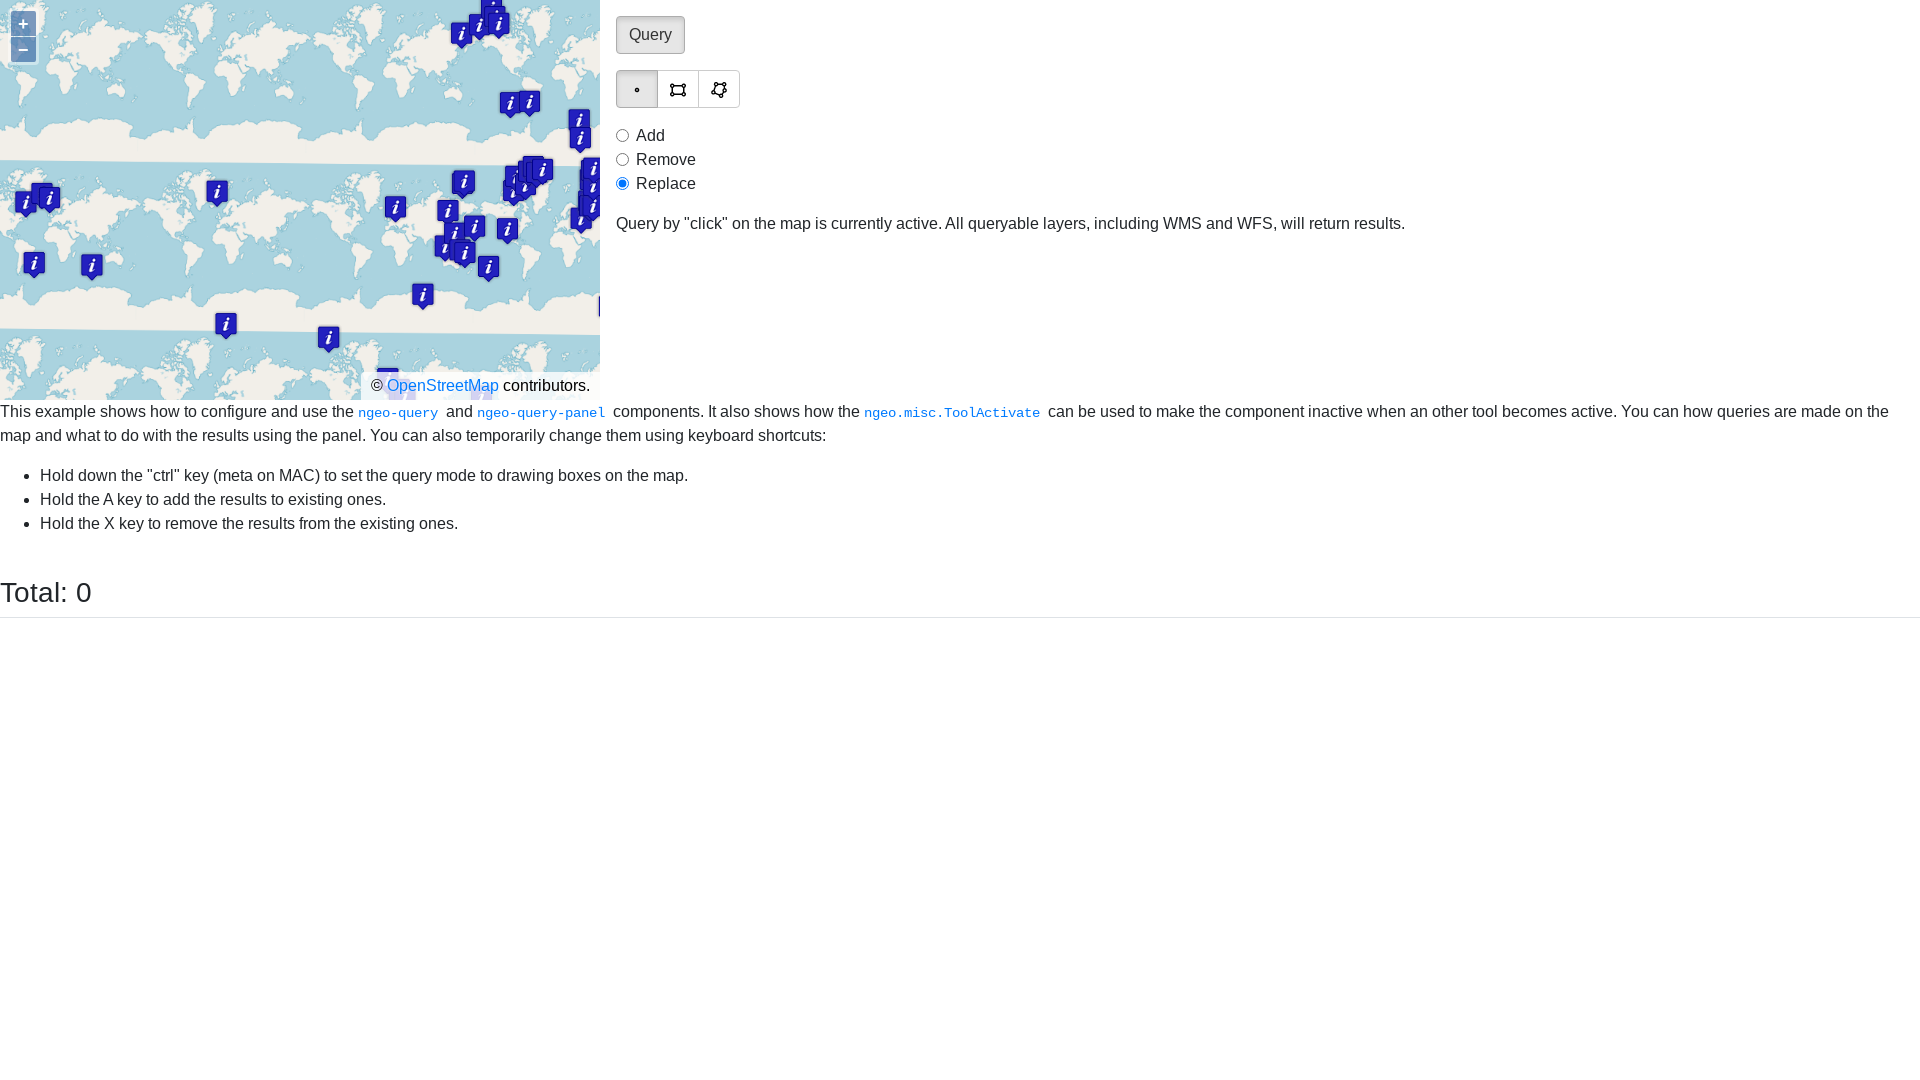 +
−
© OpenStreetMap contributors.
Query
Add
Remove
Replace
Query by "click" on the map is currently active. All queryable layers, including WMS and WFS, will return results.
This example shows how to configure and use the ngeo-query and ngeo-query-panel components. It also shows how the ngeo.misc.ToolActivate can be used to make the component inactive when an other tool becomes active. You can how queries are made on the
map and what to do with the results using the panel. You can also temporarily change them using keyboard shortcuts:
Hold down the "ctrl" key (meta on MAC) to set the query mode to drawing boxes on the map.
Hold the A key to add the results to existing ones.
Hold the X key to remove the results from the existing ones.
Total: 0